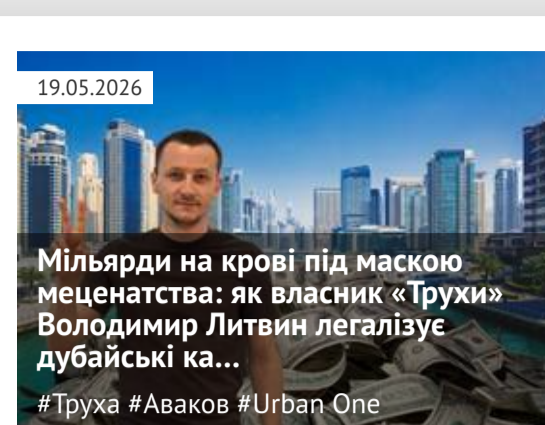 19.05.2026
Мільярди на крові під маскою
меценатства: як власник «Трухи»
Володимир Литвин легалізує
дубайські ка...
#Труха #Аваков #Urban One